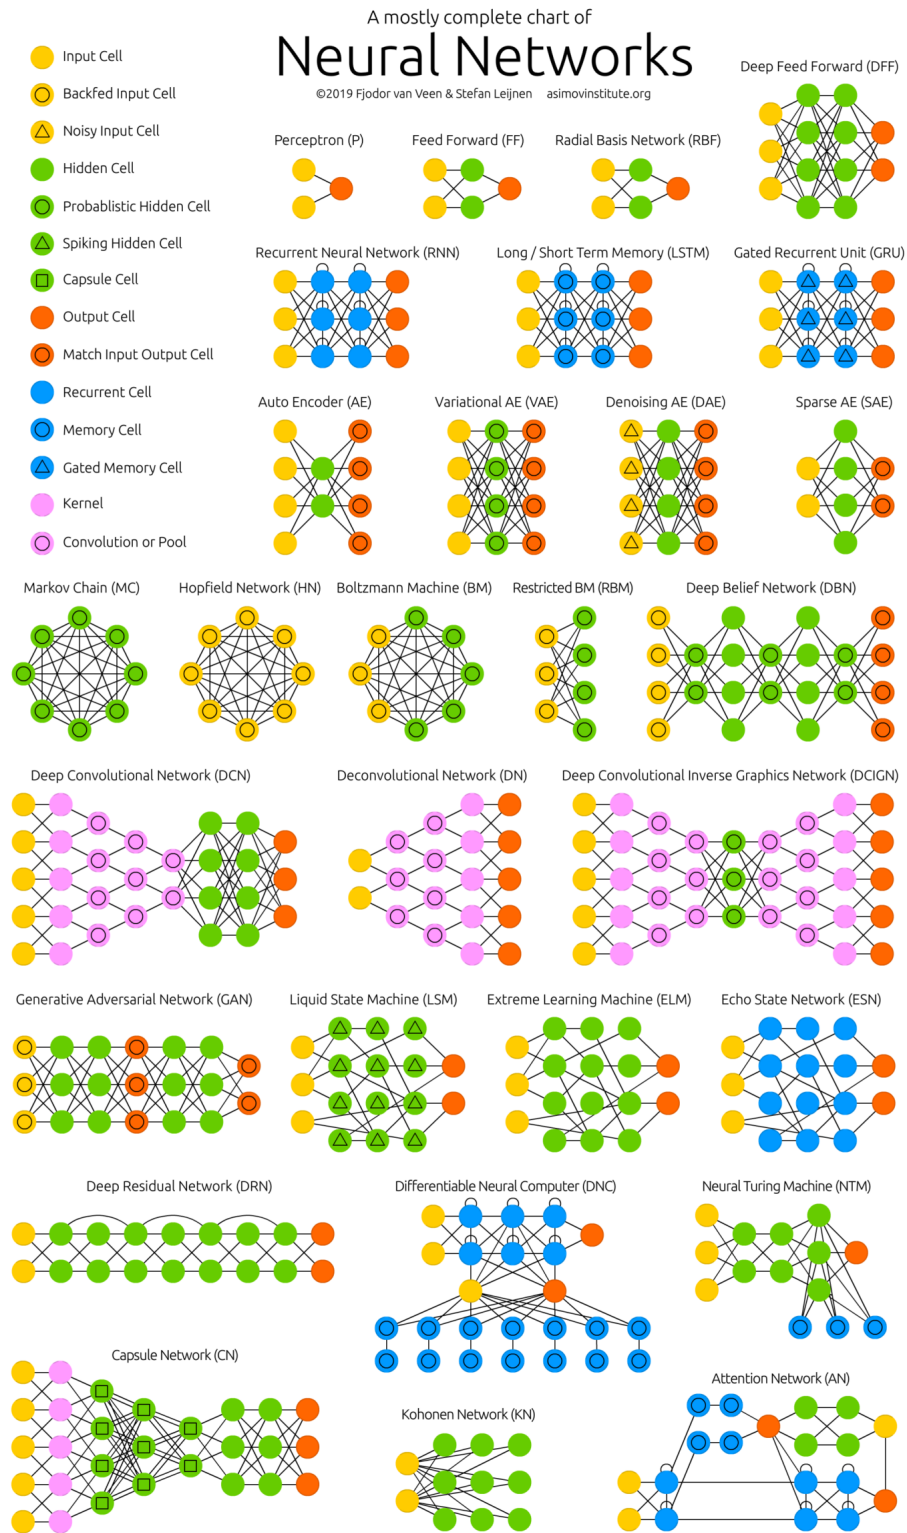 A mostly complete chart of
Neural Networks
©2019 Fjodor van Veen & Stefan Leijnen asimovinstitute.org
Input Cell
Backfed Input Cell
Noisy Input Cell
Hidden Cell
Probablistic Hidden Cell
Spiking Hidden Cell
Capsule Cell
Output Cell
Match Input Output Cell
Recurrent Cell
Memory Cell
Gated Memory Cell
Kernel
Convolution or Pool
Deep Feed Forward (DFF)
Perceptron (P)
Feed Forward (FF)
Radial Basis Network (RBF)
Recurrent Neural Network (RNN)
Long / Short Term Memory (LSTM)
Gated Recurrent Unit (GRU)
Auto Encoder (AE)
Variational AE (VAE)
Denoising AE (DAE)
Sparse AE (SAE)
Markov Chain (MC)
Hopfield Network (HN)
Boltzmann Machine (BM)
Restricted BM (RBM)
Deep Belief Network (DBN)
Deep Convolutional Network (DCN)
Deconvolutional Network (DN)
Deep Convolutional Inverse Graphics Network (DCIGN)
Generative Adversarial Network (GAN)
Liquid State Machine (LSM)
Extreme Learning Machine (ELM)
Echo State Network (ESN)
Deep Residual Network (DRN)
Differentiable Neural Computer (DNC)
Neural Turing Machine (NTM)
Capsule Network (CN)
Kohonen Network (KN)
Attention Network (AN)